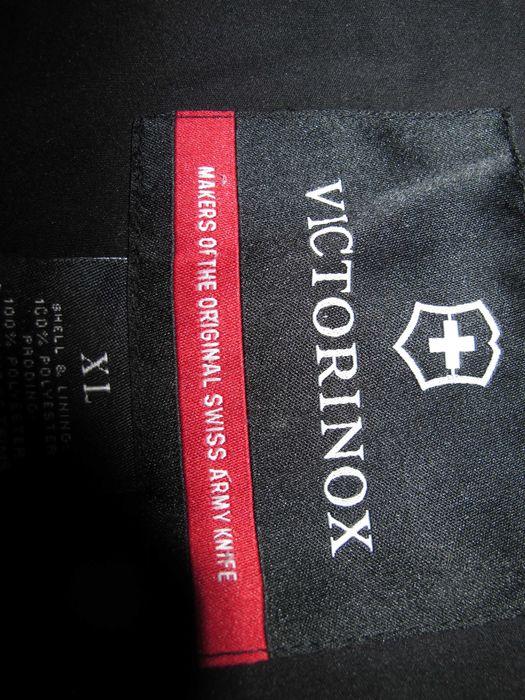 VICTORINOX
MAKERS OF THE ORIGINAL SWISS ARMY KNIFE
XL
SHELL & LINING
100% POLYESTER
PADDING
100% POLYESTER